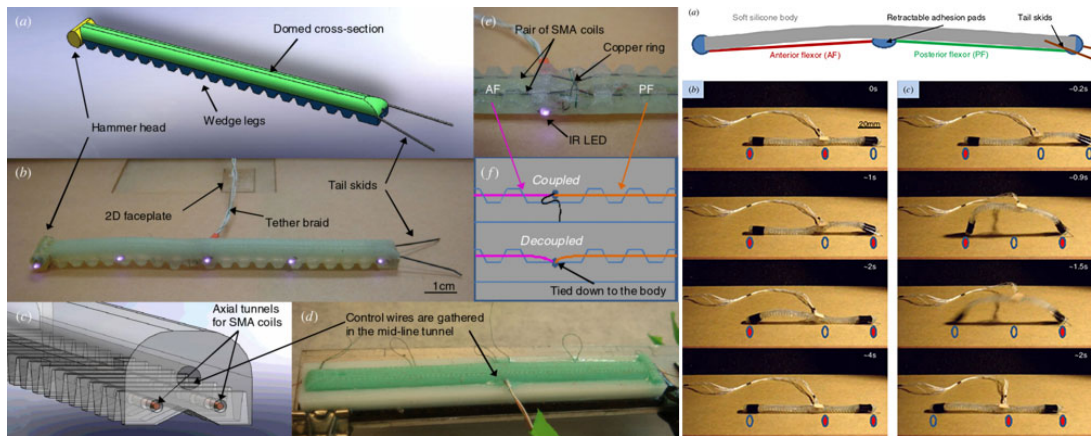 (a)
Domed cross-section
Hammer head
Wedge legs
(b)
2D faceplate
Tether braid
Tail skids
1cm
(c)
Axial tunnels
for SMA coils
(d)
Control wires are gathered
in the mid-line tunnel
(e)
Pair of SMA coils
Copper ring
AF
PF
IR LED
(f)
Coupled
Decoupled
Tied down to the body
(a)
Soft silicone body
Retractable adhesion pads
Tail skids
Anterior flexor (AF)
Posterior flexor (PF)
(b)
0s
20mm
~1s
~2s
~4s
(c)
~0.2s
~0.9s
~1.5s
~2s